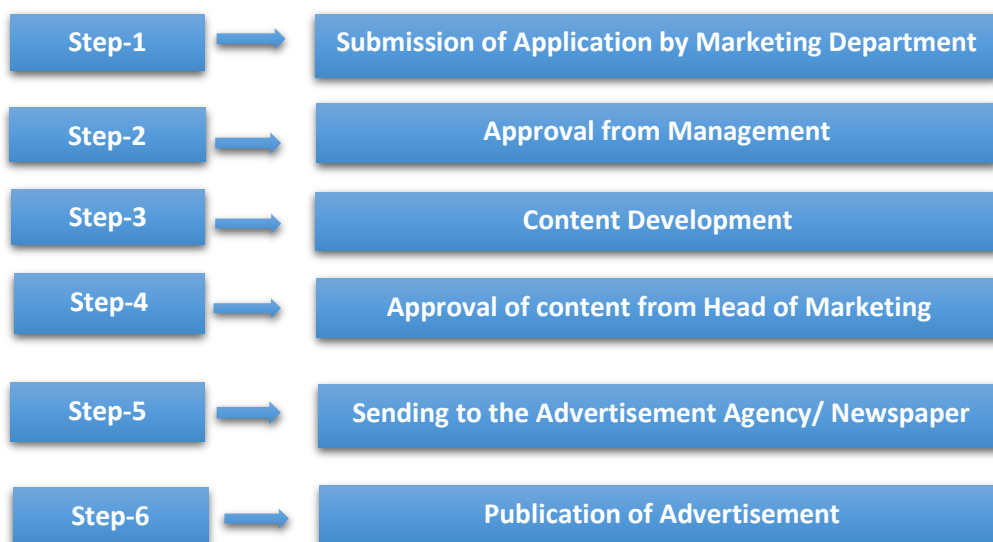 Step-1
Submission of Application by Marketing Department
Step-2
Approval from Management
Step-3
Content Development
Step-4
Approval of content from Head of Marketing
Step-5
Sending to the Advertisement Agency/ Newspaper
Step-6
Publication of Advertisement